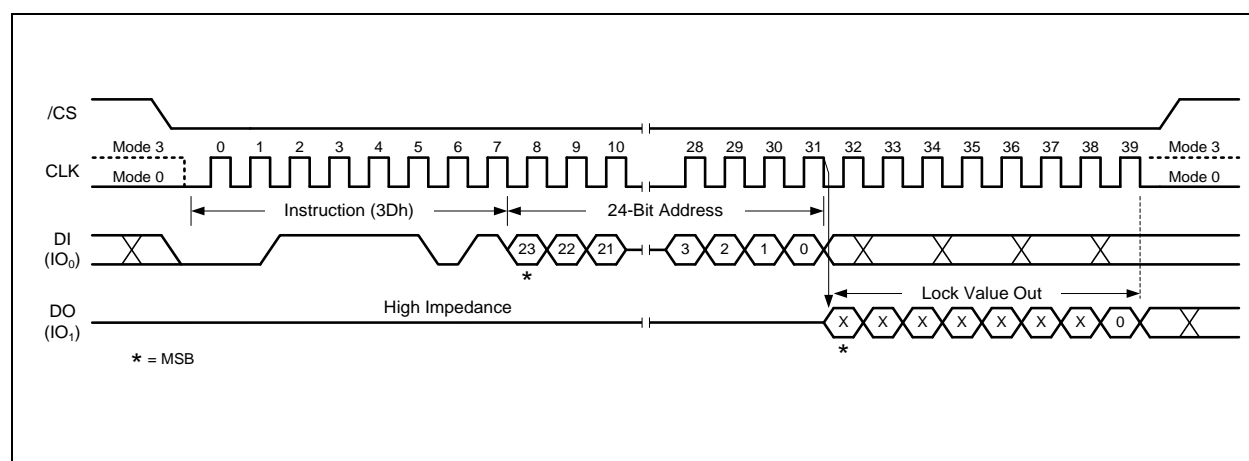 /CS
Mode 3 0 1 2 3 4 5 6 7 8 9 10 28 29 30 31 32 33 34 35 36 37 38 39 Mode 3
CLK
Mode 0 Mode 0
Instruction (3Dh) 24-Bit Address
DI
(IO₀)
23 22 21 3 2 1 0
*
Lock Value Out
High Impedance
DO
(IO₁)
X X X X X X X 0
*
* = MSB